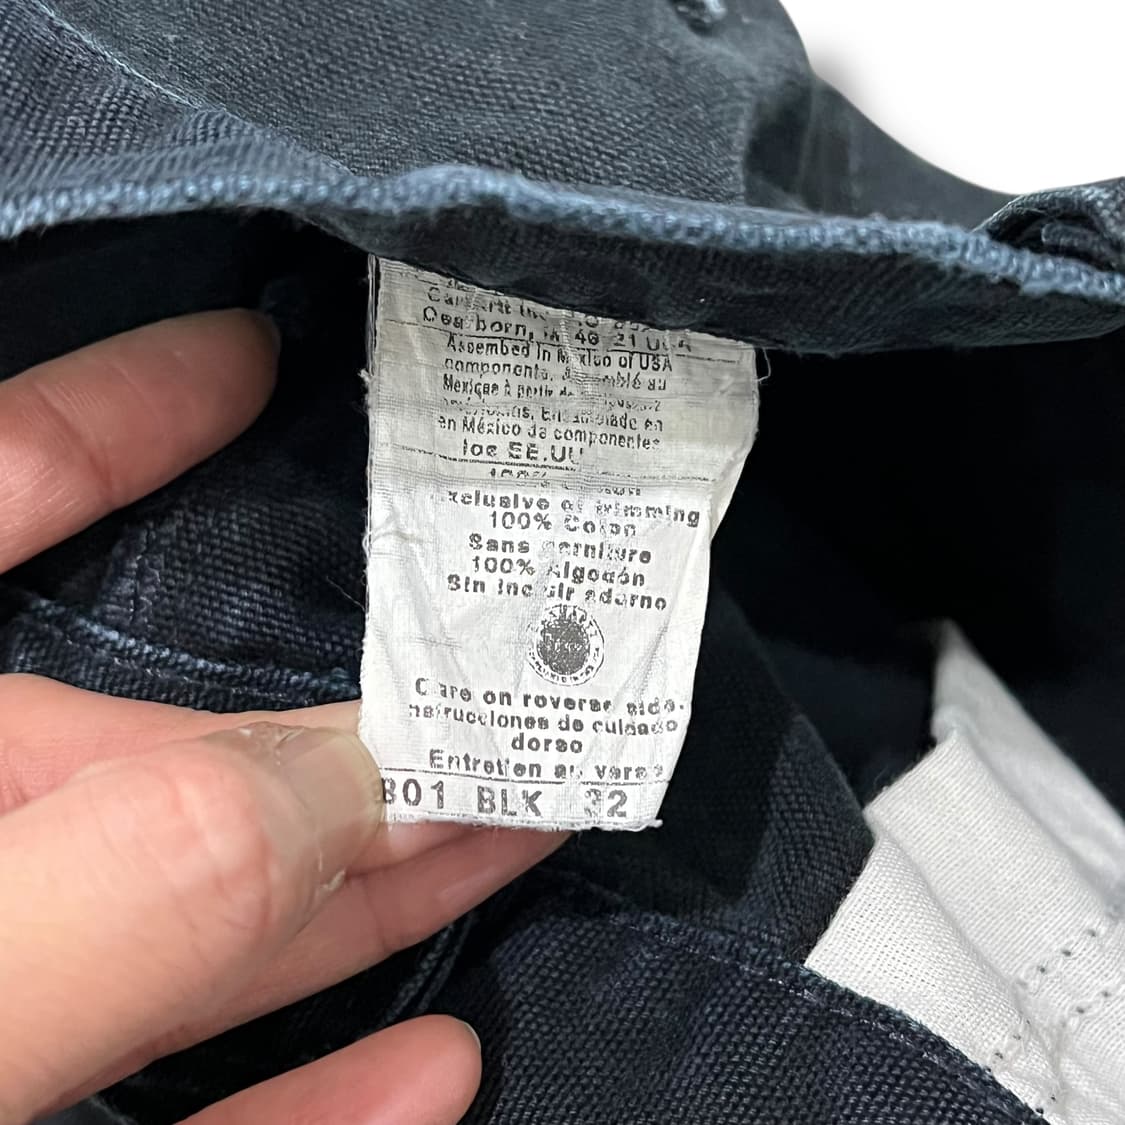 Dearborn,
Assembled in Mexico of USA
components. Assemblé au
Mexique à partir de
en México de componentes
los EE.UU
Exclusive of trimming
100% Coton
Sans garniture
100% Algodón
Sin incluir adorno
Care on reverse side.
nstrucciones de cuidado
dorso
Entretien au verso
B01 BLK 32